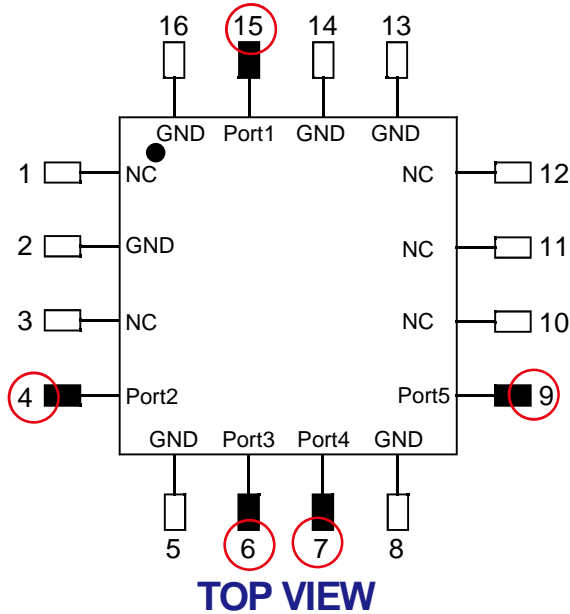 16 15 14 13
GND Port1 GND GND
1 NC NC 12
2 GND NC 11
3 NC NC 10
4 Port2 Port5 9
GND Port3 Port4 GND
5 6 7 8
TOP VIEW